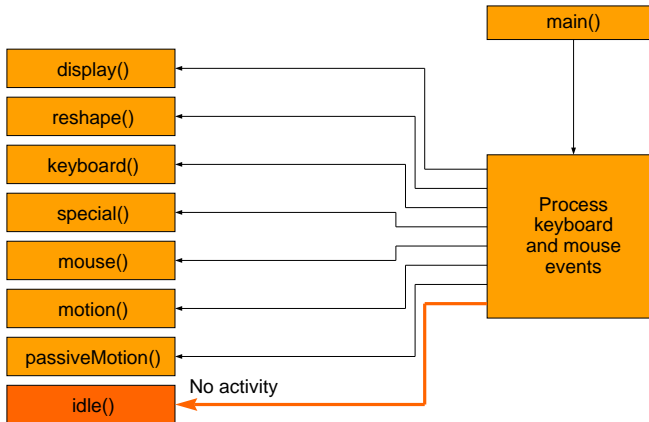 main()
display()
reshape()
keyboard()
special()
mouse()
motion()
passiveMotion()
idle()
Process
keyboard
and mouse
events
No activity